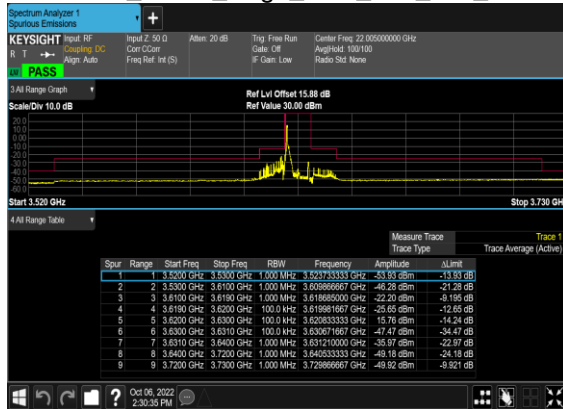 Spectrum Analyzer 1
Spurious Emissions
KEYSIGHT Input: RF Input Z: 50 Ω Atten: 20 dB Trig: Free Run Center Freq: 22.005000000 GHz
R T Coupling: DC Corr CCorr Gate: Off Avg|Hold: 100/100
Align: Auto Freq Ref: Int (S) IF Gain: Low Radio Std: None
PASS
3 All Range Graph
Ref Lvl Offset 15.88 dB
Scale/Div 10.0 dB Ref Value 30.00 dBm
20.0
10.0
0.00
-10.0
-20.0
-30.0
-40.0
-50.0
-60.0
Start 3.520 GHz Stop 3.730 GH
4 All Range Table
Measure Trace Trace 1
Trace Type Trace Average (Active)
Spur Range Start Freq Stop Freq RBW Frequency Amplitude ΔLimit
1 1 3.5200 GHz 3.5300 GHz 1.000 MHz 3.523733333 GHz -53.93 dBm -13.93 dB
2 2 3.5300 GHz 3.6100 GHz 1.000 MHz 3.609866667 GHz -46.28 dBm -21.28 dB
3 3 3.6100 GHz 3.6190 GHz 1.000 MHz 3.618685000 GHz -22.20 dBm -9.195 dB
4 4 3.6190 GHz 3.6200 GHz 100.0 kHz 3.619981667 GHz -25.65 dBm -12.65 dB
5 5 3.6200 GHz 3.6300 GHz 100.0 kHz 3.620833333 GHz 15.76 dBm -14.24 dB
6 6 3.6300 GHz 3.6310 GHz 100.0 kHz 3.630671667 GHz -47.47 dBm -34.47 dB
7 7 3.6310 GHz 3.6400 GHz 1.000 MHz 3.631210000 GHz -35.97 dBm -22.97 dB
8 8 3.6400 GHz 3.7200 GHz 1.000 MHz 3.640533333 GHz -49.18 dBm -24.18 dB
9 9 3.7200 GHz 3.7300 GHz 1.000 MHz 3.729866667 GHz -49.92 dBm -9.921 dB
Oct 06, 2022
2:30:35 PM